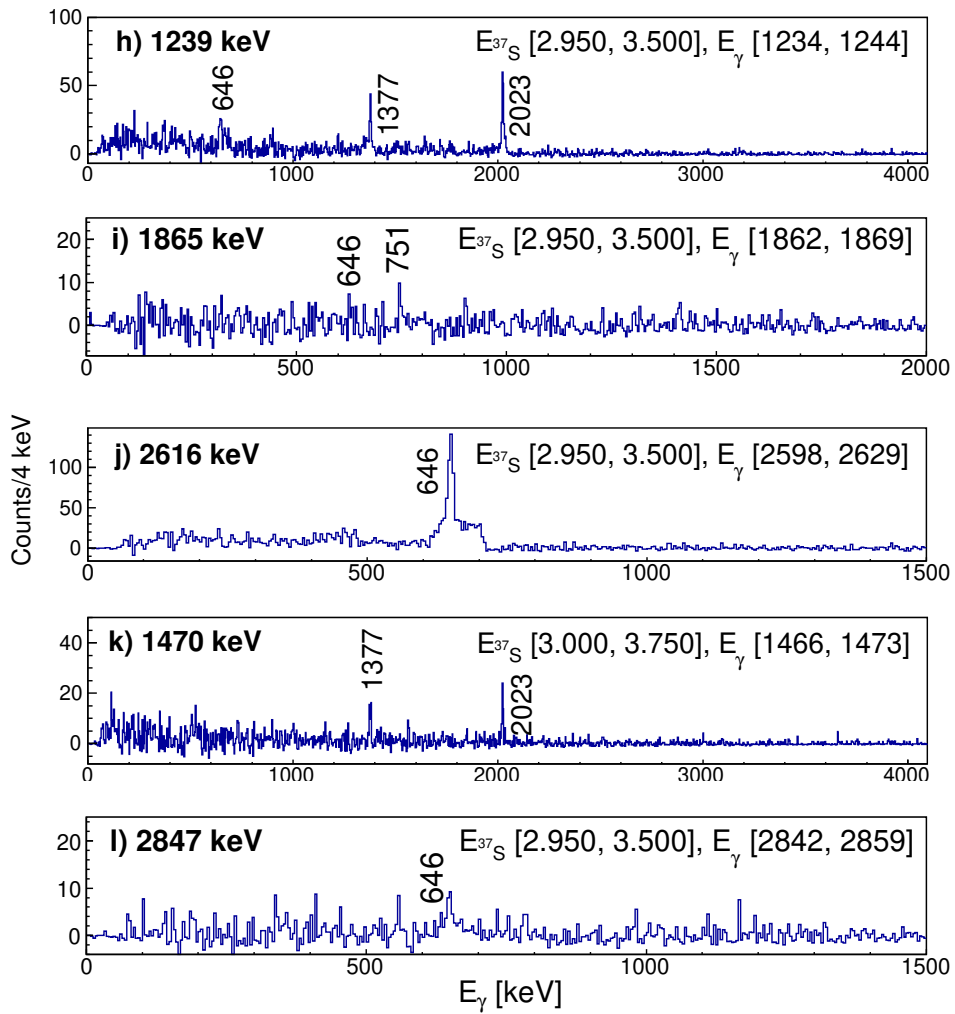 h) 1239 keV E37S [2.950, 3.500], Eγ [1234, 1244]
100
50
0
646
1377
2023
0 1000 2000 3000 4000
i) 1865 keV E37S [2.950, 3.500], Eγ [1862, 1869]
20
10
0
646
751
0 500 1000 1500 2000
j) 2616 keV E37S [2.950, 3.500], Eγ [2598, 2629]
100
50
0
646
0 500 1000 1500
Counts/4 keV
k) 1470 keV E37S [3.000, 3.750], Eγ [1466, 1473]
40
20
0
1377
2023
0 1000 2000 3000 4000
l) 2847 keV E37S [2.950, 3.500], Eγ [2842, 2859]
20
10
0
646
0 500 1000 1500
Eγ [keV]